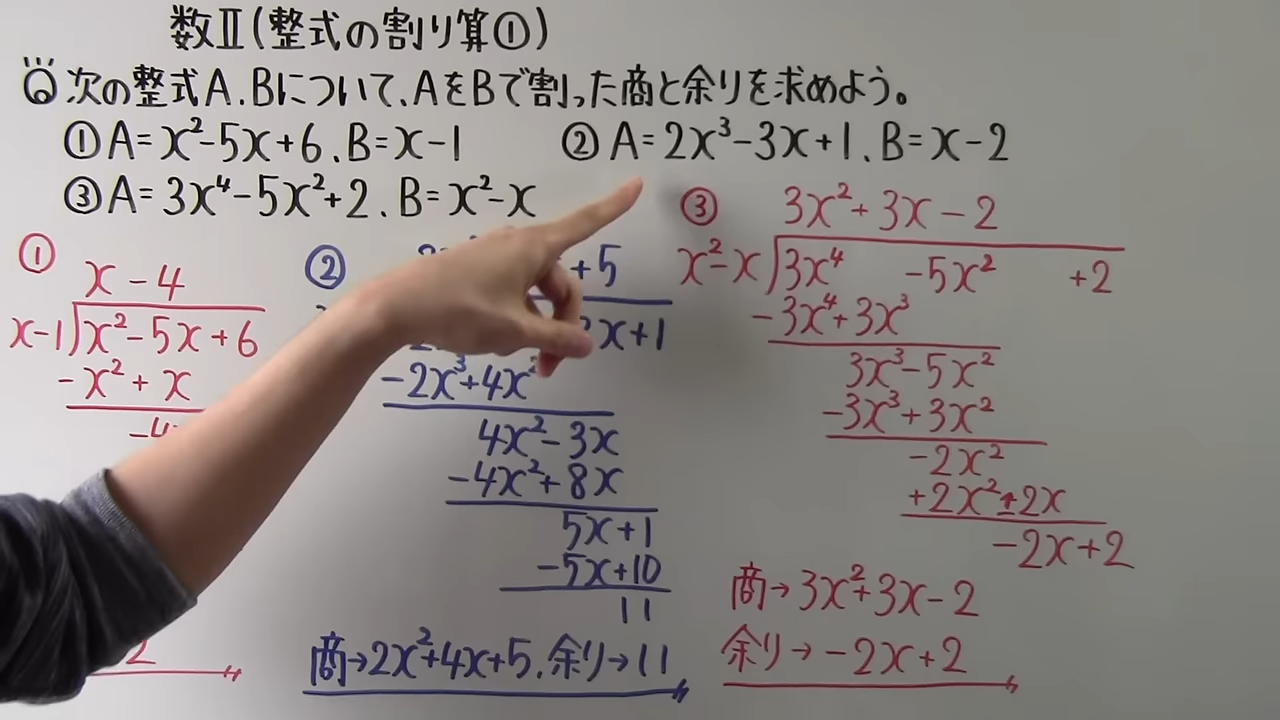 数Ⅱ(整式の割り算①)
Q 次の整式A,Bについて、AをBで割った商と余りを求めよう。
① A=x²-5x+6, B=x-1
② A=2x³-3x+1, B=x-2
③ A=3x⁴-5x²+2, B=x²-x
①
x-4
x-1)x²-5x+6
-x²+x
2
②
+5
x+1
-2x³+4x²
4x²-3x
-4x²+8x
5x+1
-5x+10
11
商→2x²+4x+5, 余り→11
③
3x²+3x-2
x²-x)3x⁴ -5x² +2
-3x⁴+3x³
3x³-5x²
-3x³+3x²
-2x²
+2x²±2x
-2x+2
商→3x²+3x-2
余り→-2x+2